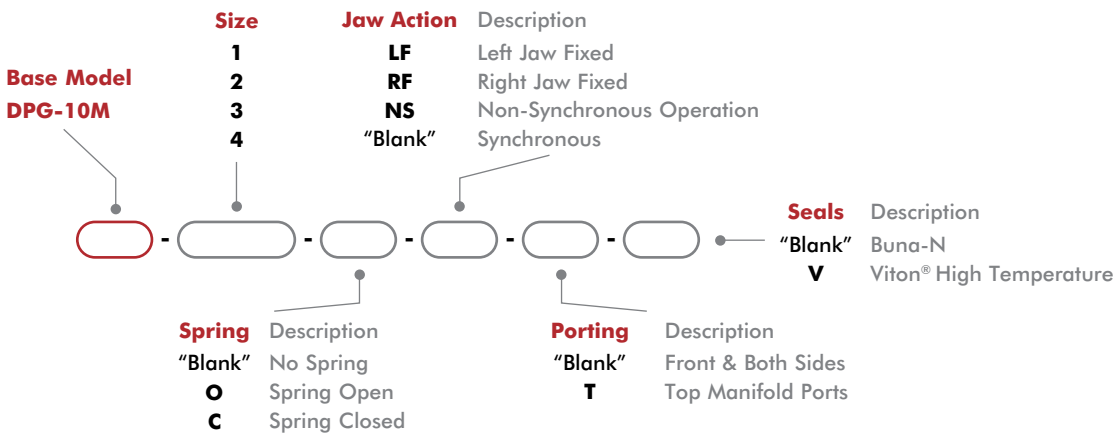 Size
Jaw Action Description
1
LF Left Jaw Fixed
Base Model
2
RF Right Jaw Fixed
DPG-10M
3
NS Non-Synchronous Operation
4
“Blank” Synchronous
- - - - -
Seals Description
“Blank” Buna-N
V Viton® High Temperature
Spring Description
“Blank” No Spring
O Spring Open
C Spring Closed
Porting Description
“Blank” Front & Both Sides
T Top Manifold Ports